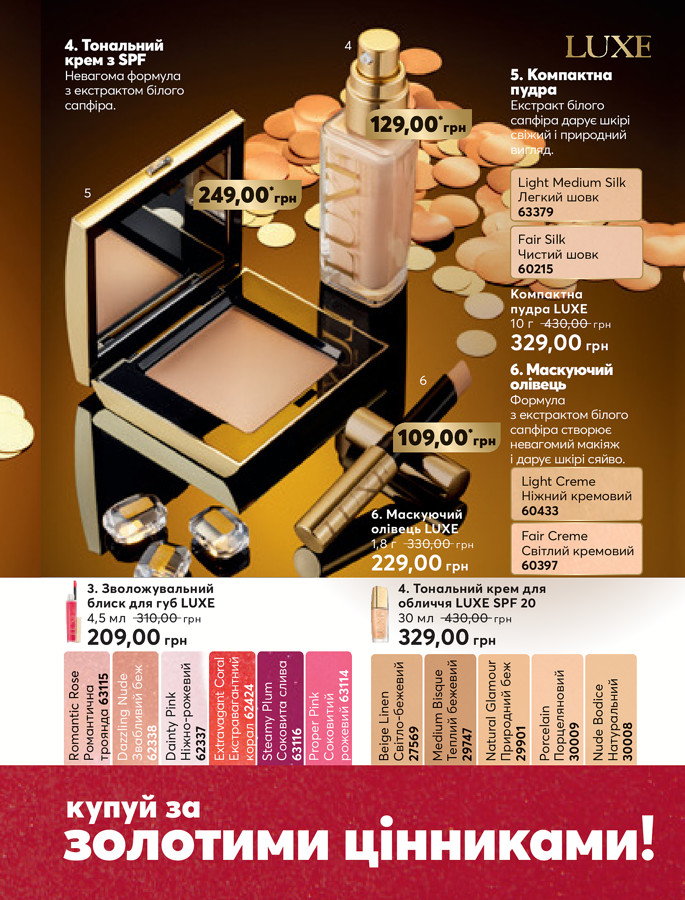 4. Тональний
крем з SPF
Невагома формула
з екстрактом білого
сапфіра.
4
LUXE
129,00* грн
5
249,00* грн
5. Компактна
пудра
Екстракт білого
сапфіра дарує шкірі
свіжий і природний
вигляд.
Light Medium Silk
Легкий шовк
63379
Fair Silk
Чистий шовк
60215
Компактна
пудра LUXE
10 г 430,00 грн
329,00 грн
6
109,00* грн
6. Маскуючий
олівець
Формула
з екстрактом білого
сапфіра створює
невагомий макіяж
і дарує шкірі сяйво.
Light Creme
Ніжний кремовий
60433
Fair Creme
Світлий кремовий
60397
6. Маскуючий
олівець LUXE
1,8 г 330,00 грн
229,00 грн
3. Зволожувальний
блиск для губ LUXE
4,5 мл 310,00 грн
209,00 грн
Romantic Rose
Романтична
троянда 63115
Dazzling Nude
Звабливий беж
62338
Dainty Pink
Ніжно-рожевий
62337
Extravagant Coral
Екстравагантний
корал 62424
Steamy Plum
Соковита слива
63116
Proper Pink
Соковитий
рожевий 63114
4. Тональний крем для
обличчя LUXE SPF 20
30 мл 430,00 грн
329,00 грн
Beige Linen
Світло-бежевий
27569
Medium Bisque
Теплий бежевий
29747
Natural Glamour
Природний беж
29901
Porcelain
Порцеляновий
30009
Nude Bodice
Натуральний
30008
купуй за
золотими цінниками!